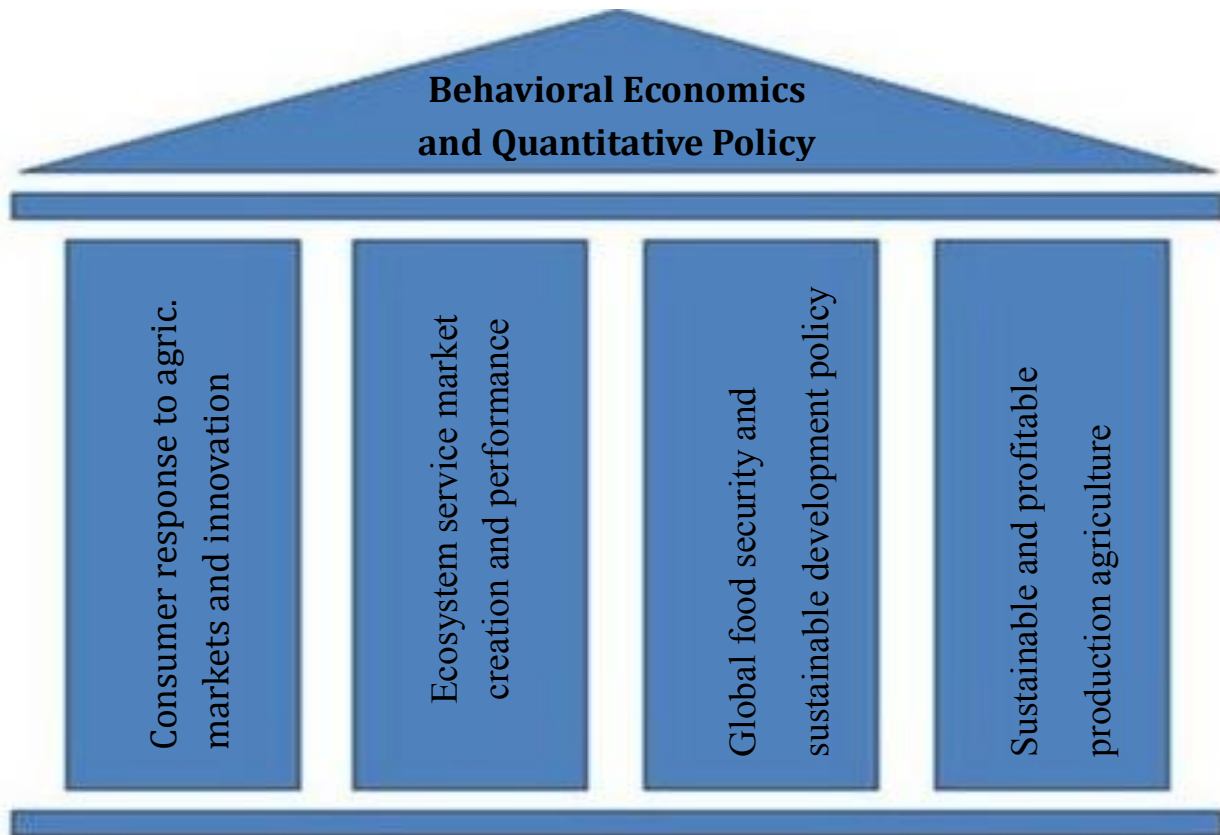 Behavioral Economics
and Quantitative Policy
Consumer response to agric.
markets and innovation
Ecosystem service market
creation and performance
Global food security and
sustainable development policy
Sustainable and profitable
production agriculture